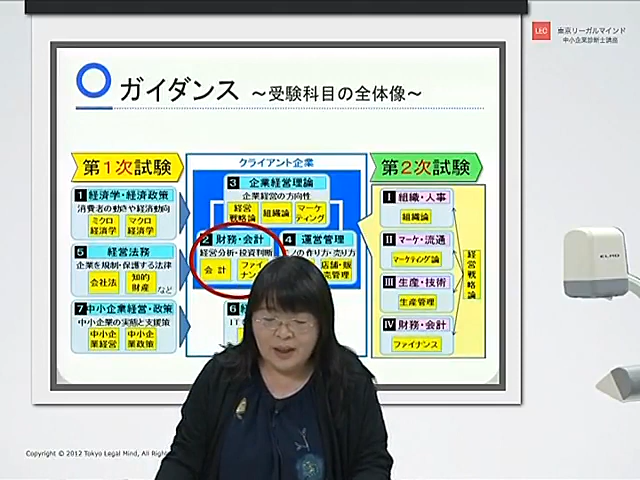 LEC 東京リーガルマインド
中小企業診断士講座
ガイダンス ～受験科目の全体像～
第1次試験
クライアント企業
第2次試験
1 経済学・経済政策
消費者の動きや経済動向
ミクロ経済学
マクロ経済学
5 経営法務
企業を規制・保護する法律
会社法
知的財産
など
7 中小企業経営・政策
中小企業の実態と支援策
中小企業経営
中小企業政策
3 企業経営理論
企業経営の方向性
経営戦略論
組織論
マーケティング
2 財務・会計
経営分析・投資判断
会計
ファイ
ナン
4 運営管理
の作り方・売り方
店舗・販
売管理
6
IT
I 組織・人事
組織論
II マーケ・流通
マーケティング論
III 生産・技術
生産管理
IV 財務・会計
ファイナンス
経営戦略論
ELMO
Copyright © 2012 Tokyo Legal Mind, All Righ